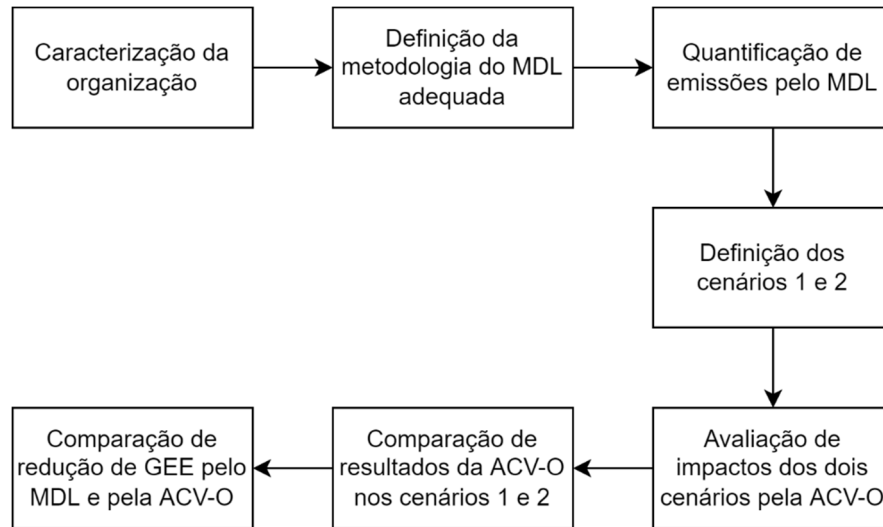 Caracterização da
organização
Definição da
metodologia do MDL
adequada
Quantificação de
emissões pelo MDL
Definição dos
cenários 1 e 2
Avaliação de
impactos dos dois
cenários pela ACV-O
Comparação de
resultados da ACV-O
nos cenários 1 e 2
Comparação de
redução de GEE pelo
MDL e pela ACV-O